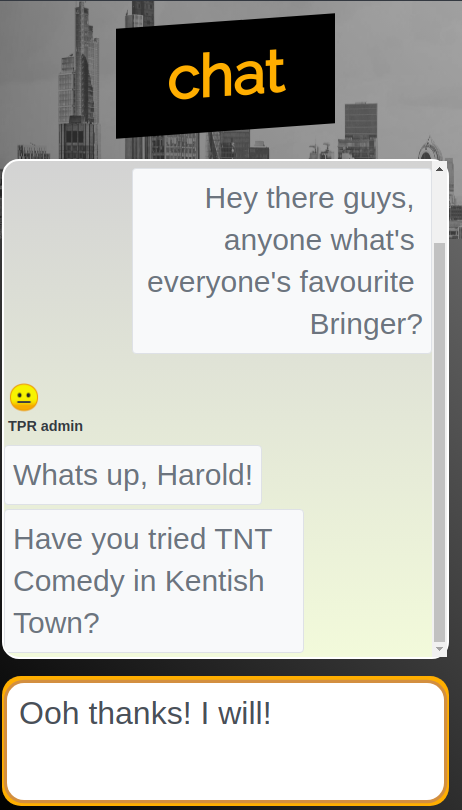 chat
Hey there guys,
anyone what's
everyone's favourite
Bringer?
TPR admin
Whats up, Harold!
Have you tried TNT
Comedy in Kentish
Town?
Ooh thanks! I will!